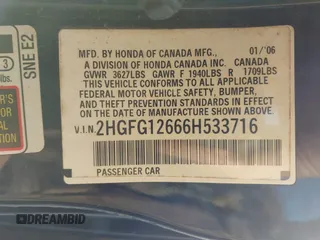 MFD. BY HONDA OF CANADA MFG., 01/'06
A DIVISION OF HONDA CANADA INC. CANADA
GVWR 3627LBS GAWR F 1940LBS R 1709LBS
THIS VEHICLE CONFORMS TO ALL APPLICABLE
FEDERAL MOTOR VEHICLE SAFETY, BUMPER,
AND THEFT PREVENTION STANDARDS IN EFFECT
ON THE DATE OF MANUFACTURE SHOWN ABOVE.
V.I.N. 2HGFG12666H533716
PASSENGER CAR
SNE E2
3
lbs.
DREAMBID